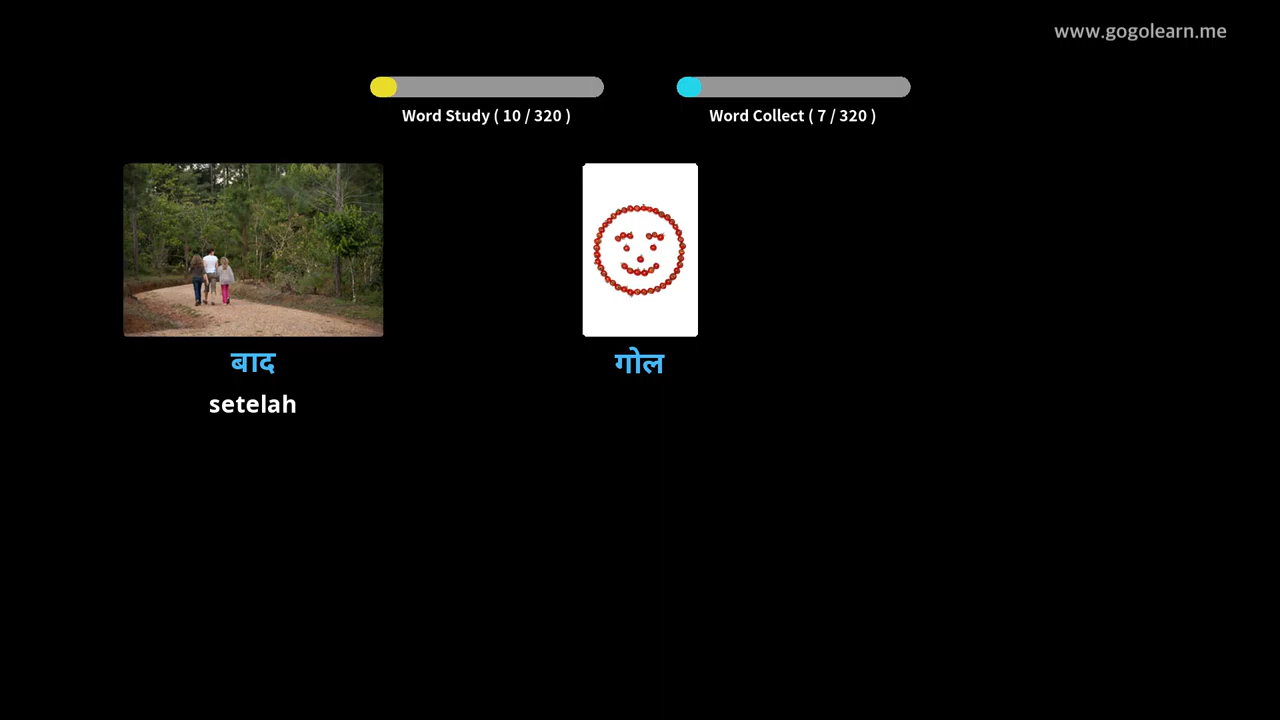 www.gogolearn.me
Word Study ( 10 / 320 )
Word Collect ( 7 / 320 )
बाद
setelah
गोल